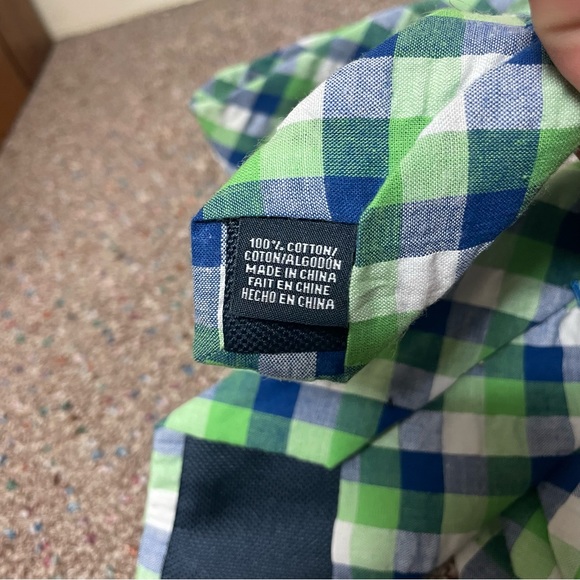 100% COTTON/
COTON/ALGODÓN
MADE IN CHINA
FAIT EN CHINE
HECHO EN CHINA